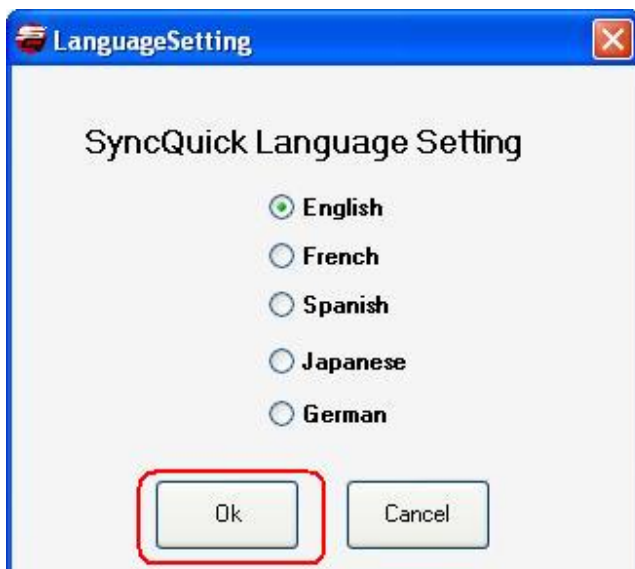 LanguageSetting
SyncQuick Language Setting
English
French
Spanish
Japanese
German
Ok Cancel